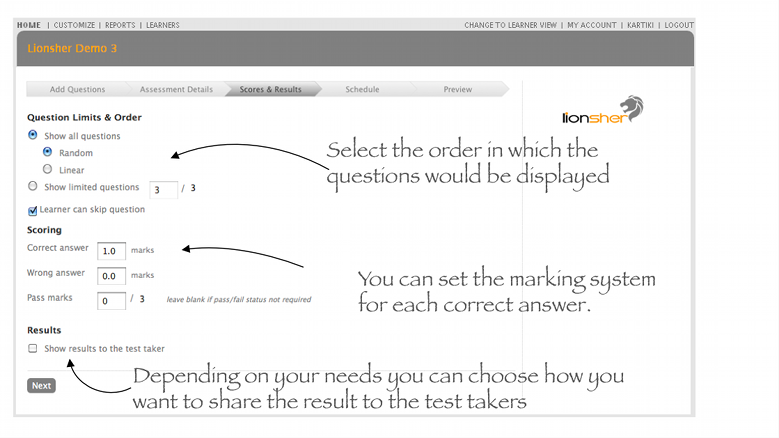 HOME | CUSTOMIZE | REPORTS | LEARNERS
CHANGE TO LEARNER VIEW | MY ACCOUNT | KARTIKI | LOGOUT
Lionsher Demo 3
Add Questions
Assessment Details
Scores & Results
Schedule
Preview
lionsher
Question Limits & Order
Show all questions
Random
Linear
Show limited questions 3 / 3
Learner can skip question
Select the order in which the
questions would be displayed
Scoring
Correct answer 1.0 marks
Wrong answer 0.0 marks
Pass marks 0 / 3 leave blank if pass/fail status not required
You can set the marking system
for each correct answer.
Results
Show results to the test taker
Next
Depending on your needs you can choose how you
want to share the result to the test takers